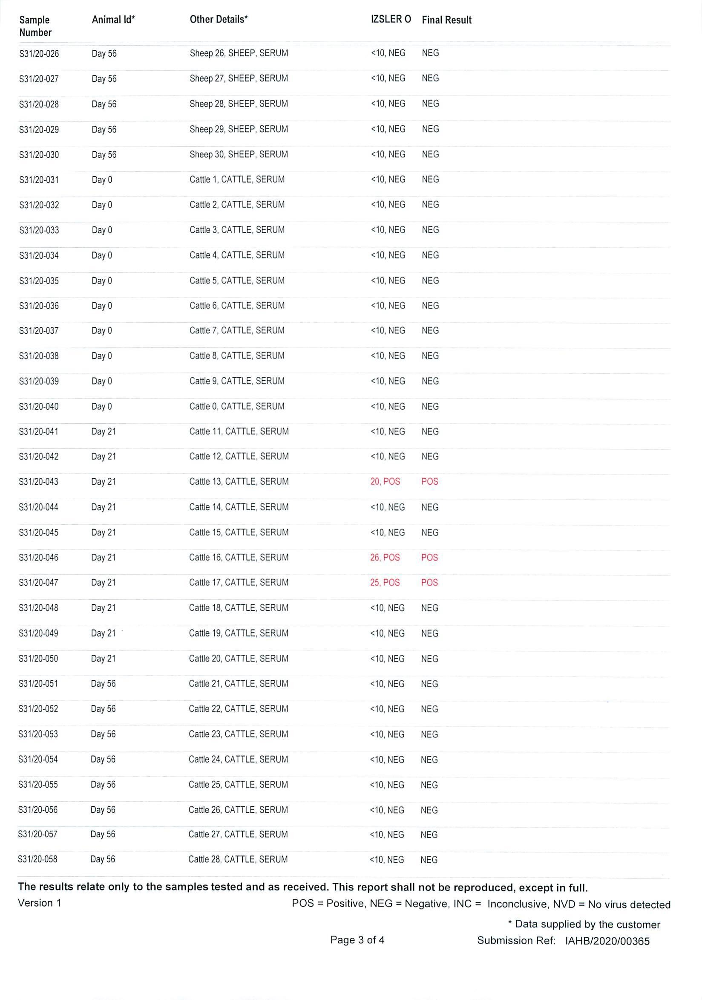 Sample Number Animal Id* Other Details* IZSLER O Final Result
S31/20-026 Day 56 Sheep 26, SHEEP, SERUM <10, NEG NEG
S31/20-027 Day 56 Sheep 27, SHEEP, SERUM <10, NEG NEG
S31/20-028 Day 56 Sheep 28, SHEEP, SERUM <10, NEG NEG
S31/20-029 Day 56 Sheep 29, SHEEP, SERUM <10, NEG NEG
S31/20-030 Day 56 Sheep 30, SHEEP, SERUM <10, NEG NEG
S31/20-031 Day 0 Cattle 1, CATTLE, SERUM <10, NEG NEG
S31/20-032 Day 0 Cattle 2, CATTLE, SERUM <10, NEG NEG
S31/20-033 Day 0 Cattle 3, CATTLE, SERUM <10, NEG NEG
S31/20-034 Day 0 Cattle 4, CATTLE, SERUM <10, NEG NEG
S31/20-035 Day 0 Cattle 5, CATTLE, SERUM <10, NEG NEG
S31/20-036 Day 0 Cattle 6, CATTLE, SERUM <10, NEG NEG
S31/20-037 Day 0 Cattle 7, CATTLE, SERUM <10, NEG NEG
S31/20-038 Day 0 Cattle 8, CATTLE, SERUM <10, NEG NEG
S31/20-039 Day 0 Cattle 9, CATTLE, SERUM <10, NEG NEG
S31/20-040 Day 0 Cattle 0, CATTLE, SERUM <10, NEG NEG
S31/20-041 Day 21 Cattle 11, CATTLE, SERUM <10, NEG NEG
S31/20-042 Day 21 Cattle 12, CATTLE, SERUM <10, NEG NEG
S31/20-043 Day 21 Cattle 13, CATTLE, SERUM 20, POS POS
S31/20-044 Day 21 Cattle 14, CATTLE, SERUM <10, NEG NEG
S31/20-045 Day 21 Cattle 15, CATTLE, SERUM <10, NEG NEG
S31/20-046 Day 21 Cattle 16, CATTLE, SERUM 26, POS POS
S31/20-047 Day 21 Cattle 17, CATTLE, SERUM 25, POS POS
S31/20-048 Day 21 Cattle 18, CATTLE, SERUM <10, NEG NEG
S31/20-049 Day 21 Cattle 19, CATTLE, SERUM <10, NEG NEG
S31/20-050 Day 21 Cattle 20, CATTLE, SERUM <10, NEG NEG
S31/20-051 Day 56 Cattle 21, CATTLE, SERUM <10, NEG NEG
S31/20-052 Day 56 Cattle 22, CATTLE, SERUM <10, NEG NEG
S31/20-053 Day 56 Cattle 23, CATTLE, SERUM <10, NEG NEG
S31/20-054 Day 56 Cattle 24, CATTLE, SERUM <10, NEG NEG
S31/20-055 Day 56 Cattle 25, CATTLE, SERUM <10, NEG NEG
S31/20-056 Day 56 Cattle 26, CATTLE, SERUM <10, NEG NEG
S31/20-057 Day 56 Cattle 27, CATTLE, SERUM <10, NEG NEG
S31/20-058 Day 56 Cattle 28, CATTLE, SERUM <10, NEG NEG
The results relate only to the samples tested and as received. This report shall not be reproduced, except in full.
Version 1 POS = Positive, NEG = Negative, INC = Inconclusive, NVD = No virus detected
* Data supplied by the customer
Page 3 of 4 Submission Ref: IAHB/2020/00365